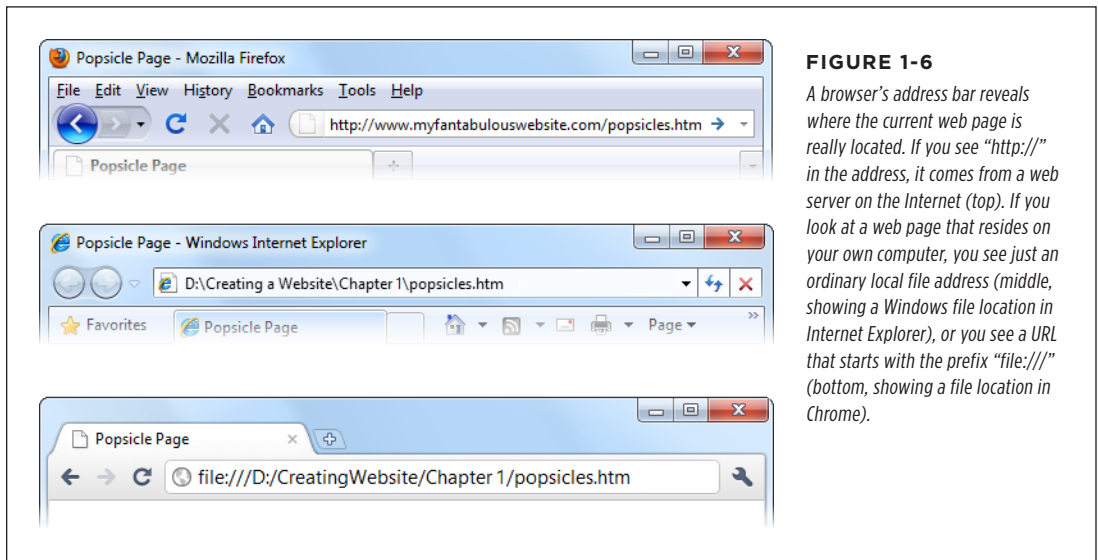 Popsicle Page - Mozilla Firefox
File Edit View History Bookmarks Tools Help
http://www.myfantabulouswebsite.com/popsicles.htm
Popsicle Page
Popsicle Page - Windows Internet Explorer
D:\Creating a Website\Chapter 1\popsicles.htm
Favorites Popsicle Page Page
Popsicle Page
file:///D:/CreatingWebsite/Chapter 1/popsicles.htm
FIGURE 1-6
A browser’s address bar reveals
where the current web page is
really located. If you see “http://”
in the address, it comes from a web
server on the Internet (top). If you
look at a web page that resides on
your own computer, you see just an
ordinary local file address (middle,
showing a Windows file location in
Internet Explorer), or you see a URL
that starts with the prefix “file:///”
(bottom, showing a file location in
Chrome).